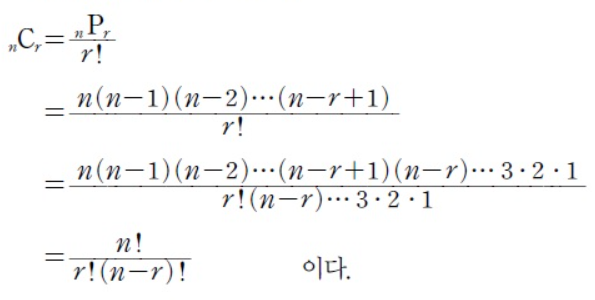 ₙCᵣ = ₙPᵣ / r!
= n(n−1)(n−2)⋯(n−r+1) / r!
= n(n−1)(n−2)⋯(n−r+1)(n−r)⋯3·2·1 / r!(n−r)⋯3·2·1
= n! / r!(n−r)! 이다.